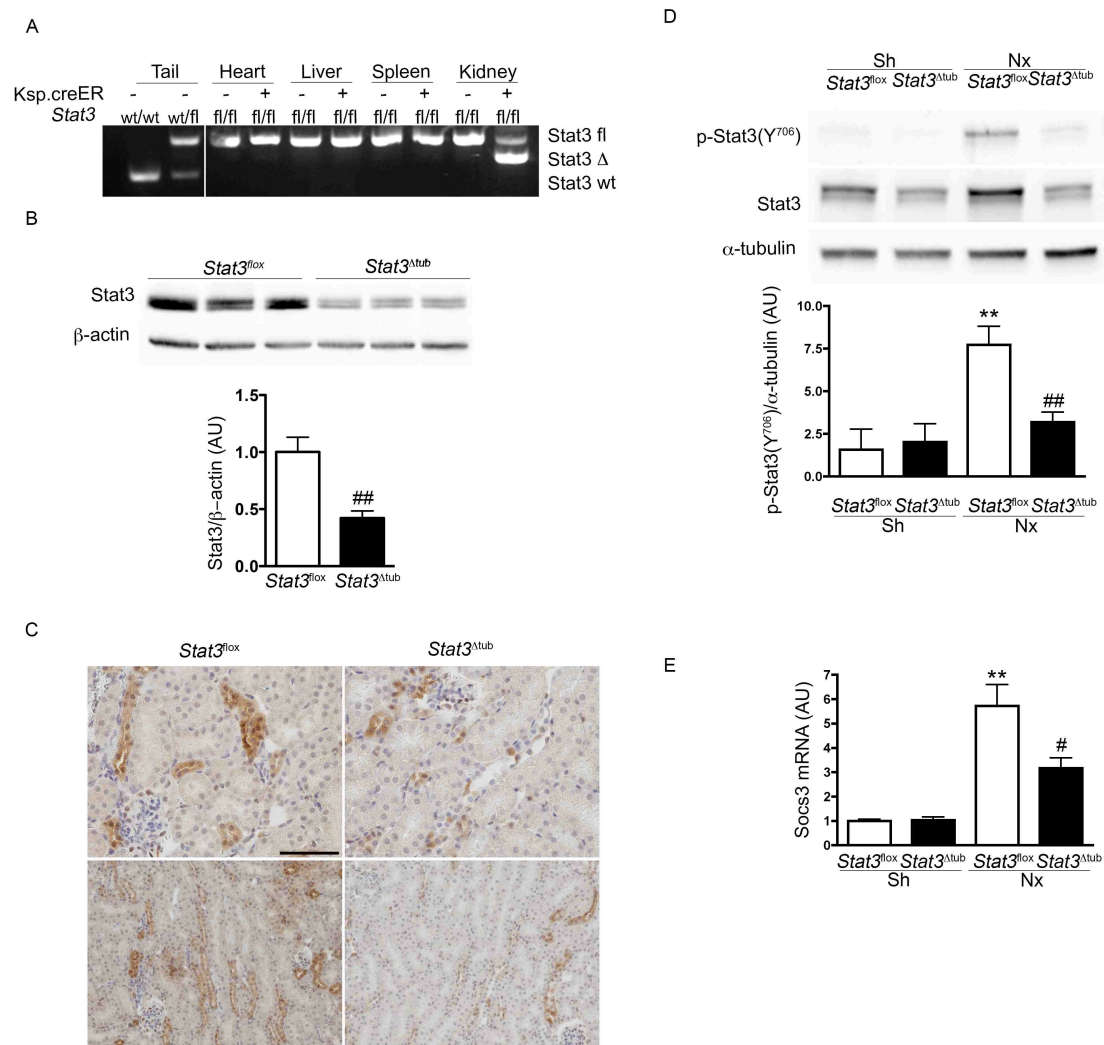 A
Tail Heart Liver Spleen Kidney
Ksp.creER - - - + - + - + - +
Stat3 wt/wt wt/fl fl/fl fl/fl fl/fl fl/fl fl/fl fl/fl fl/fl fl/fl
Stat3 fl
Stat3 Δ
Stat3 wt
B
Stat3flox Stat3Δtub
Stat3
β-actin
Stat3/β-actin (AU)
1.5
1.0
0.5
0.0
##
Stat3flox Stat3Δtub
C
Stat3flox Stat3Δtub
D
Sh Nx
Stat3flox Stat3Δtub Stat3flox Stat3Δtub
p-Stat3(Y706)
Stat3
α-tubulin
p-Stat3(Y706)/α-tubulin (AU)
10.0
7.5
5.0
2.5
0.0
**
##
Stat3flox Stat3Δtub Stat3flox Stat3Δtub
Sh Nx
E
Socs3 mRNA (AU)
7
6
5
4
3
2
1
0
**
#
Stat3flox Stat3Δtub Stat3flox Stat3Δtub
Sh Nx